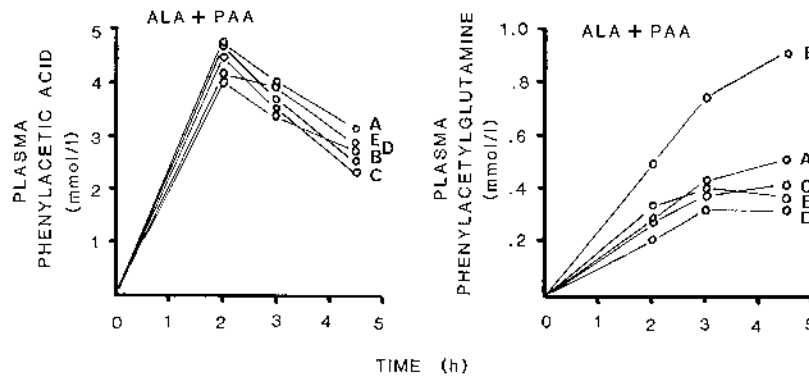 ALA + PAA
PLASMA
PHENYLACETIC ACID
(mmol/l)
5
4
3
2
1
0 1 2 3 4 5
A
E
D
B
C
ALA + PAA
PLASMA
PHENYLACETYLGLUTAMINE
(mmol/l)
1.0
.8
.6
.4
.2
0 1 2 3 4 5
A
C
D
TIME (h)